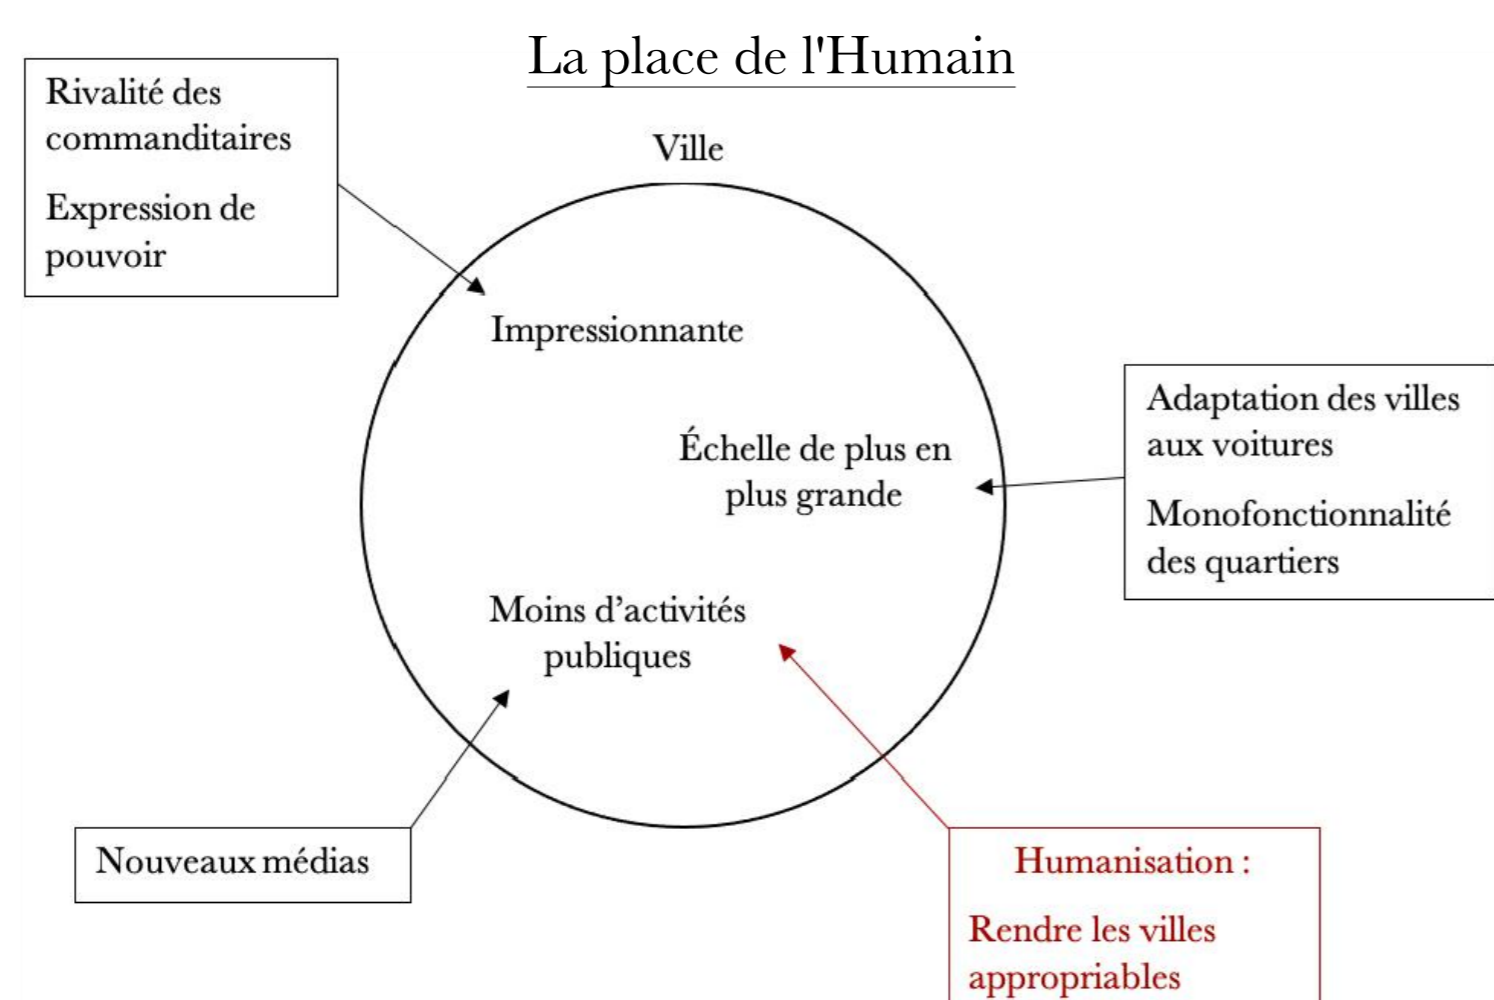 La place de l'Humain
Rivalité des
commanditaires
Expression de
pouvoir
Ville
Impressionnante
Échelle de plus en
plus grande
Adaptation des villes
aux voitures
Monofonctionnalité
des quartiers
Moins d’activités
publiques
Nouveaux médias
Humanisation :
Rendre les villes
appropriables